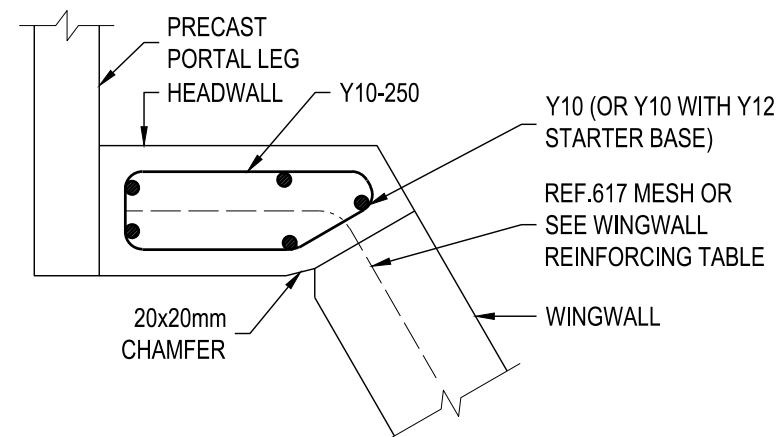 PRECAST
PORTAL LEG
HEADWALL
Y10-250
Y10 (OR Y10 WITH Y12
STARTER BASE)
REF.617 MESH OR
SEE WINGWALL
REINFORCING TABLE
WINGWALL
20x20mm
CHAMFER